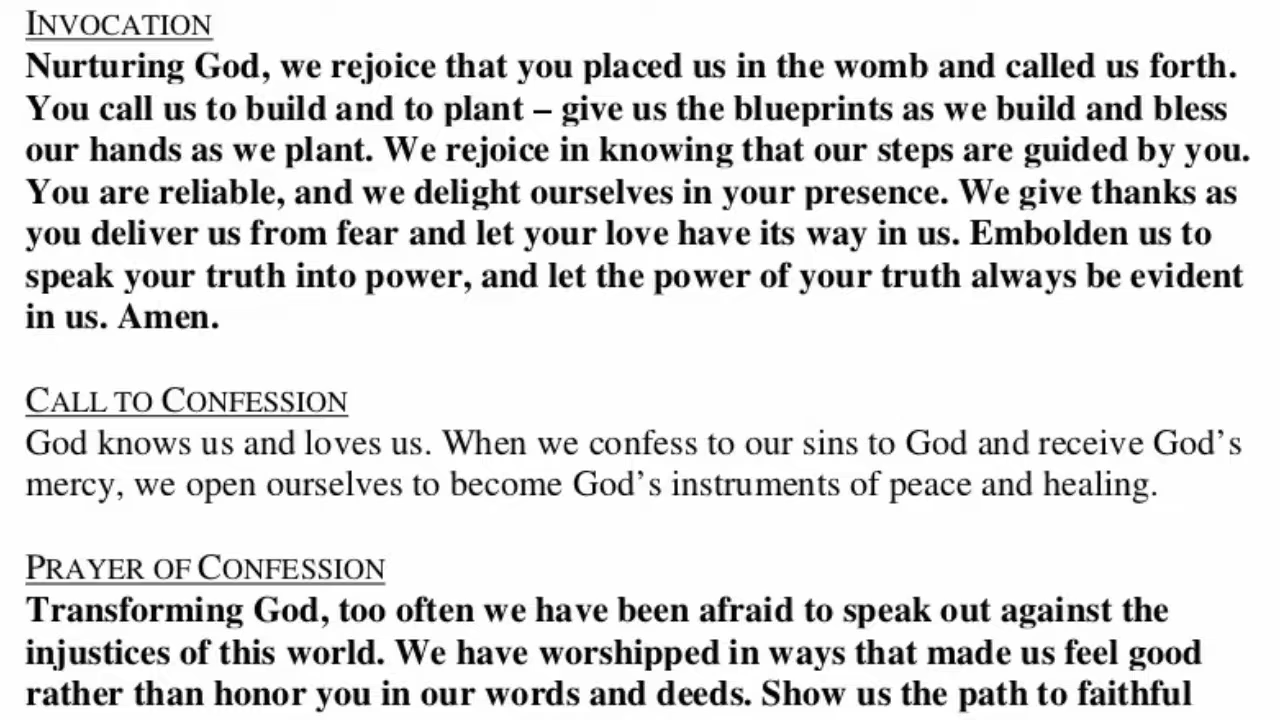 INVOCATION
Nurturing God, we rejoice that you placed us in the womb and called us forth.
You call us to build and to plant – give us the blueprints as we build and bless
our hands as we plant. We rejoice in knowing that our steps are guided by you.
You are reliable, and we delight ourselves in your presence. We give thanks as
you deliver us from fear and let your love have its way in us. Embolden us to
speak your truth into power, and let the power of your truth always be evident
in us. Amen.
CALL TO CONFESSION
God knows us and loves us. When we confess to our sins to God and receive God’s
mercy, we open ourselves to become God’s instruments of peace and healing.
PRAYER OF CONFESSION
Transforming God, too often we have been afraid to speak out against the
injustices of this world. We have worshipped in ways that made us feel good
rather than honor you in our words and deeds. Show us the path to faithful